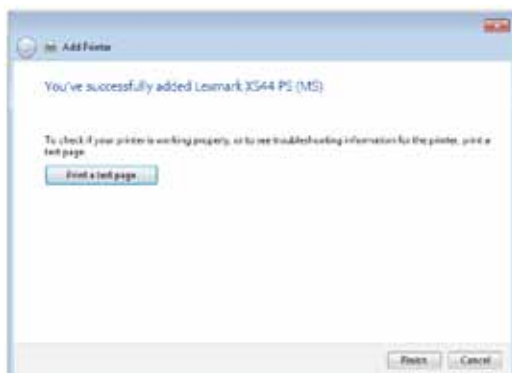 Add Printer
You've successfully added Lexmark X544 PS (MS)
To check if your printer is working properly, or to see troubleshooting information for the printer, print a
test page.
Print a test page
Finish Cancel